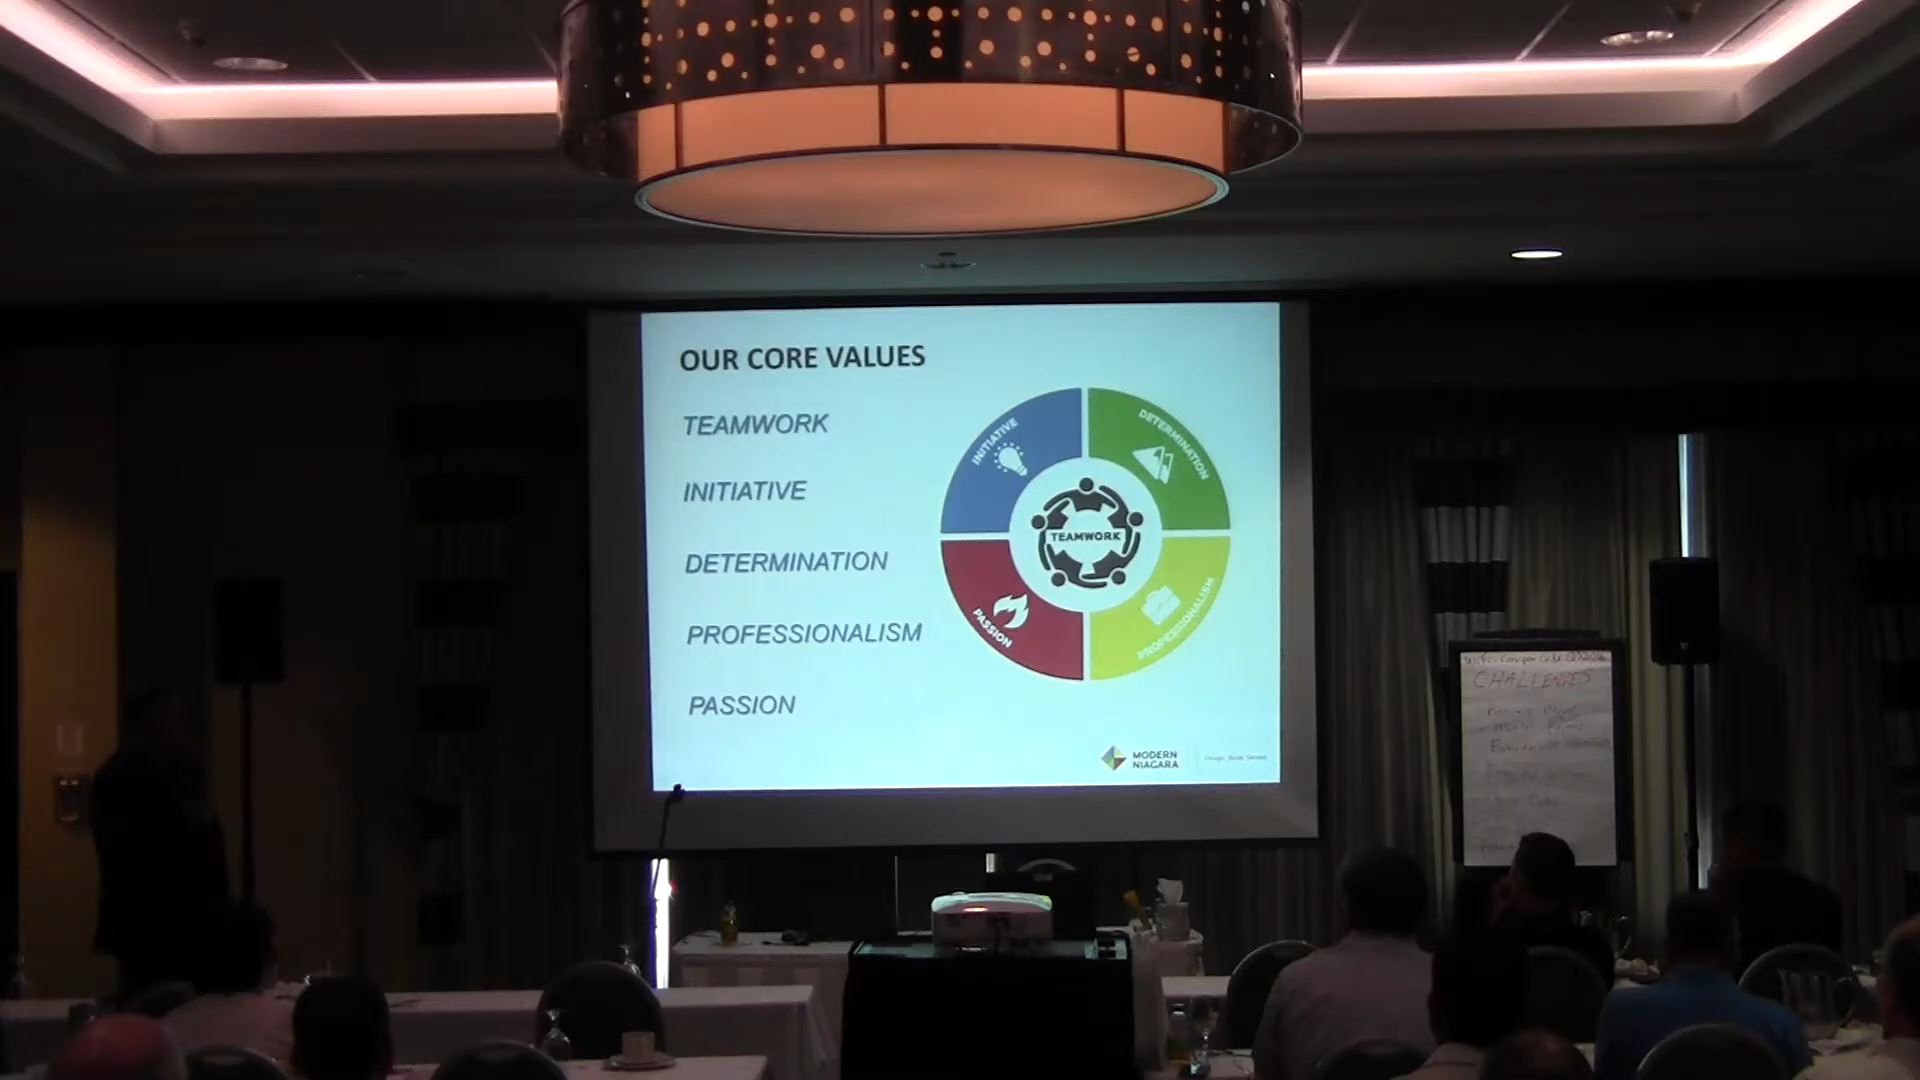 OUR CORE VALUES
TEAMWORK
INITIATIVE
DETERMINATION
PROFESSIONALISM
PASSION
INITIATIVE
DETERMINATION
TEAMWORK
PASSION
PROFESSIONALISM
MODERN
NIAGARA
CHALLENGES